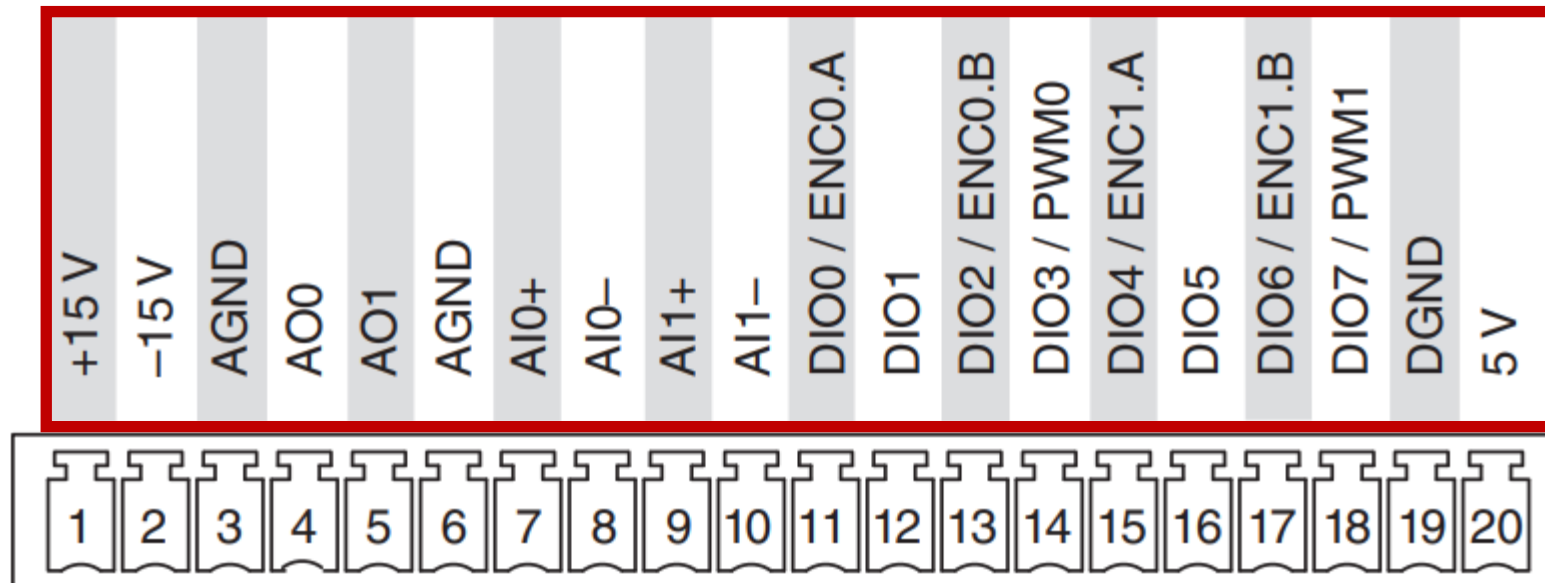 +15 V
–15 V
AGND
AO0
AO1
AGND
AI0+
AI0–
AI1+
AI1–
DIO0 / ENC0.A
DIO1
DIO2 / ENC0.B
DIO3 / PWM0
DIO4 / ENC1.A
DIO5
DIO6 / ENC1.B
DIO7 / PWM1
DGND
5 V
1 2 3 4 5 6 7 8 9 10 11 12 13 14 15 16 17 18 19 20